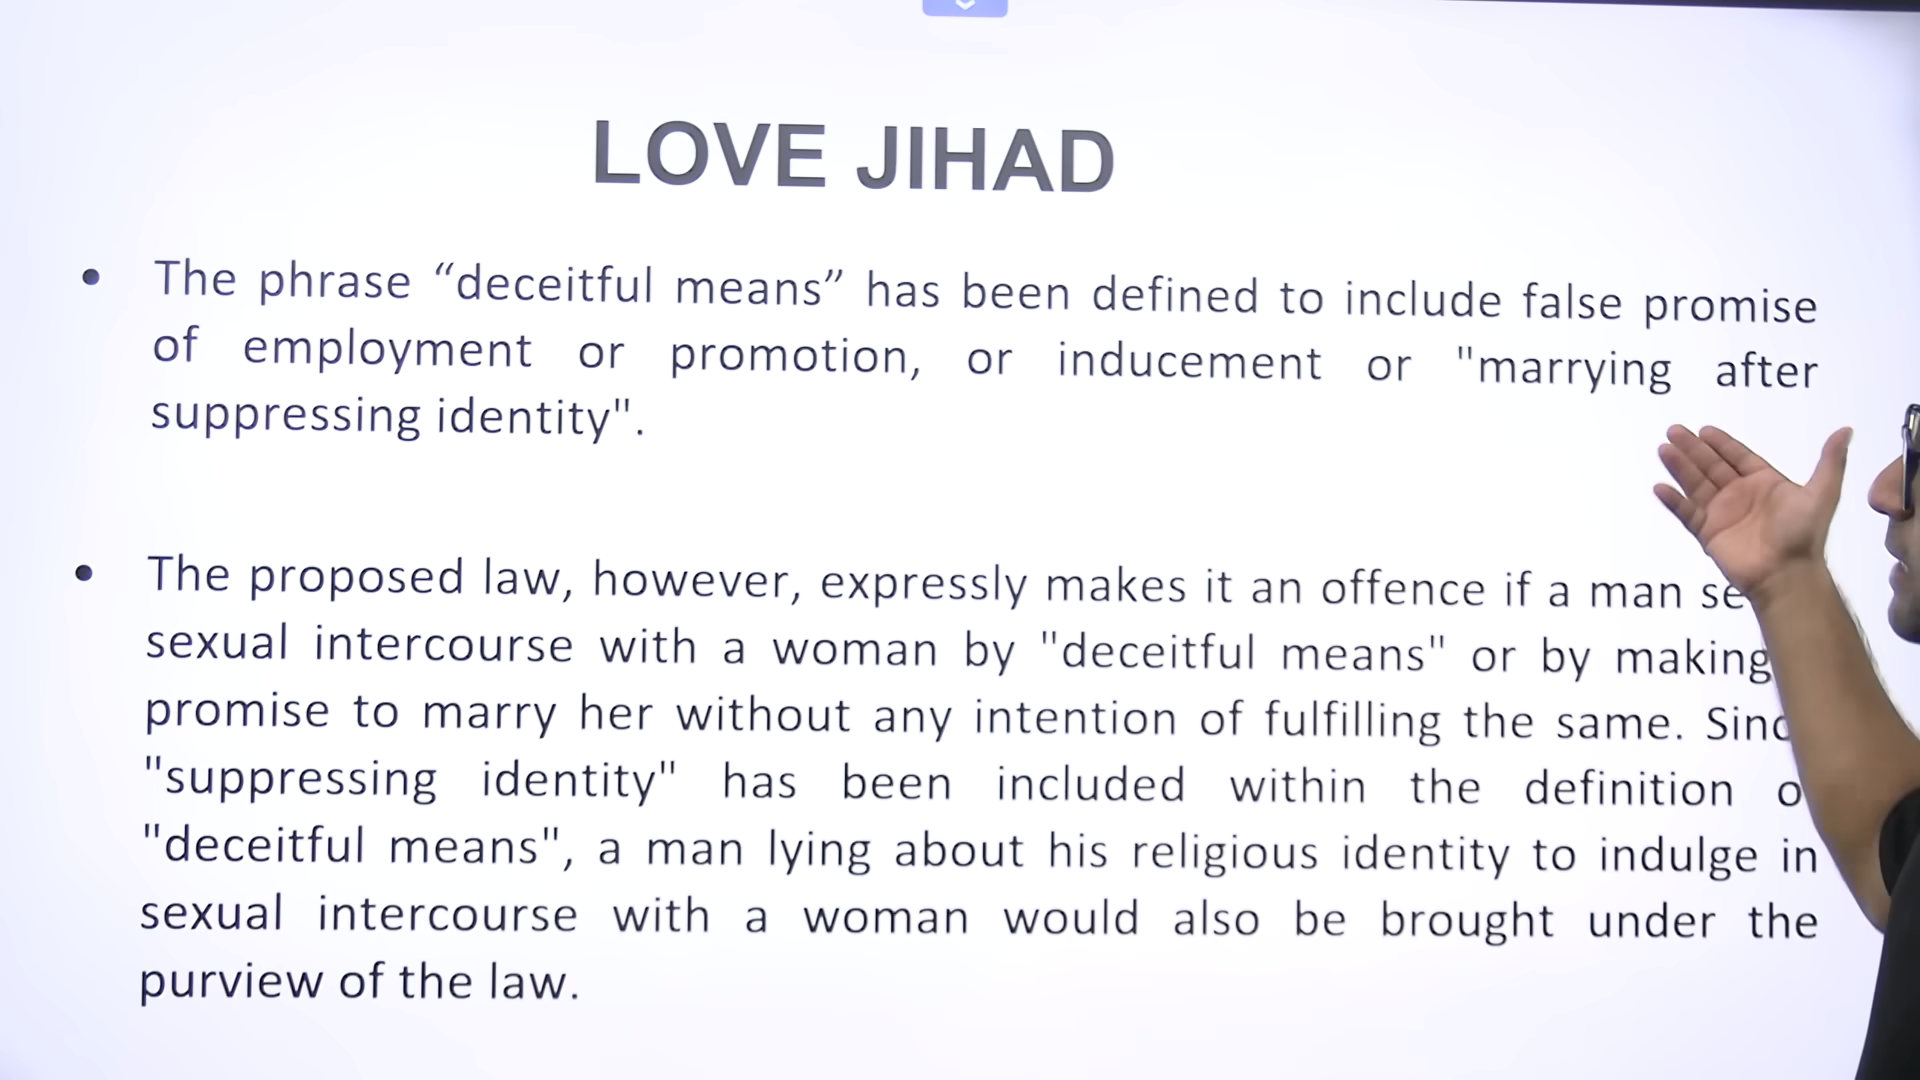 LOVE JIHAD
• The phrase “deceitful means” has been defined to include false promise
of employment or promotion, or inducement or "marrying after
suppressing identity".
• The proposed law, however, expressly makes it an offence if a man
sexual intercourse with a woman by "deceitful means" or by making
promise to marry her without any intention of fulfilling the same.
"suppressing identity" has been included within the definition
"deceitful means", a man lying about his religious identity to indulge in
sexual intercourse with a woman would also be brought under the
purview of the law.